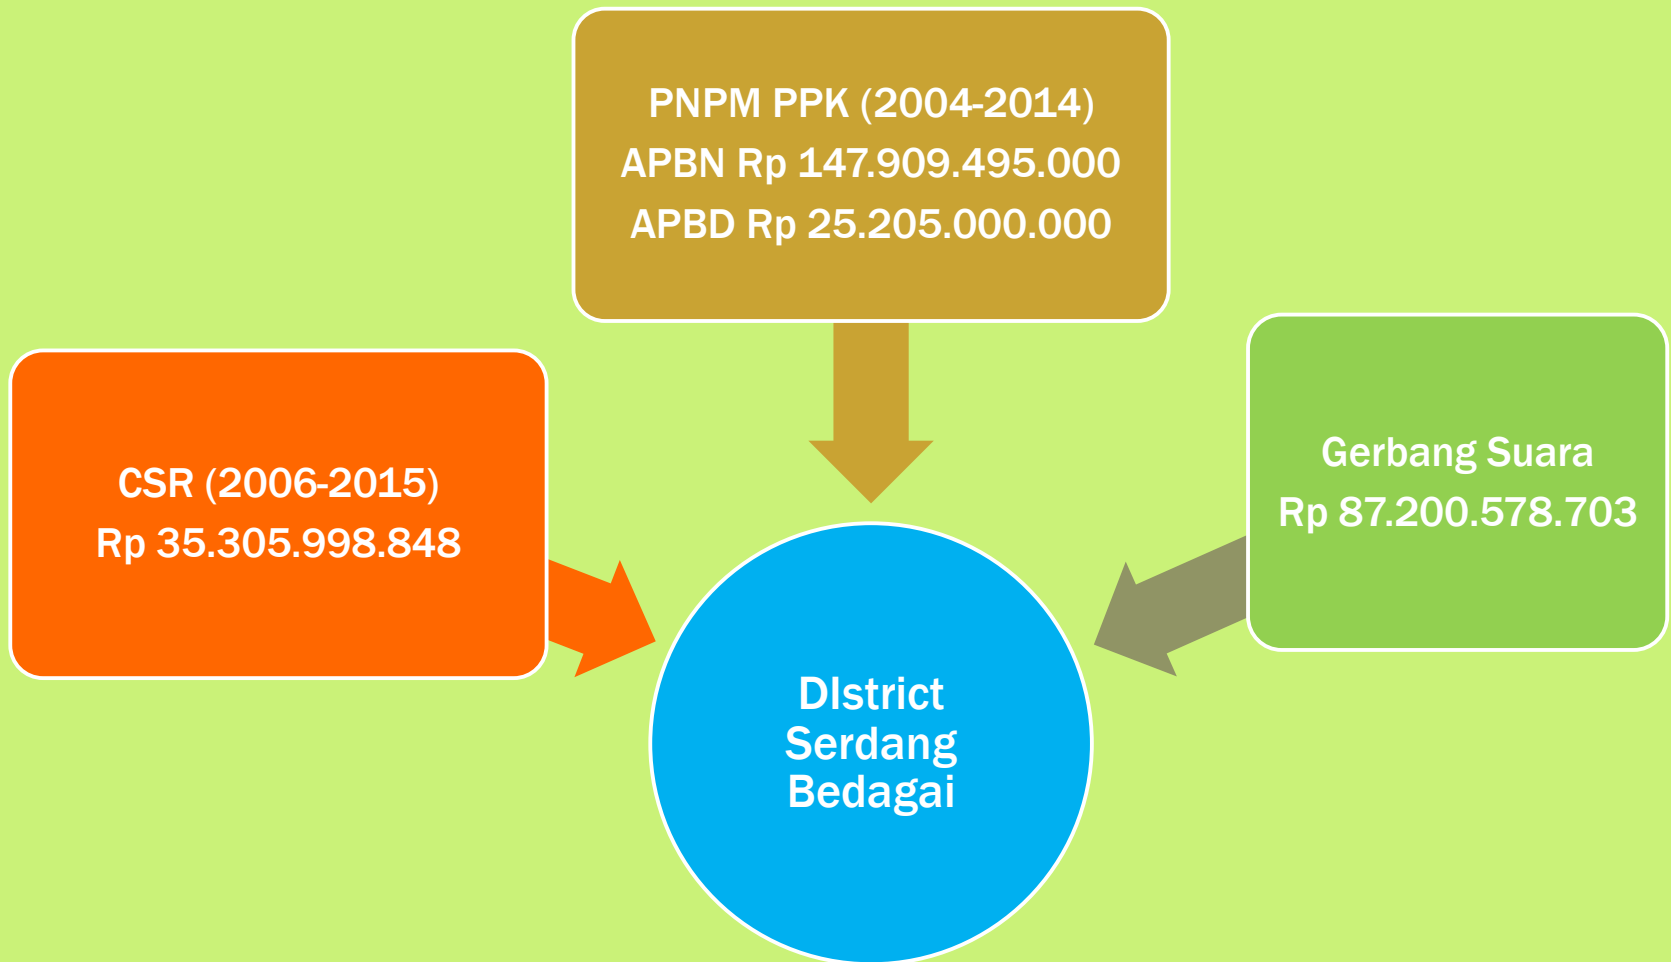 PNPM PPK (2004-2014)
APBN Rp 147.909.495.000
APBD Rp 25.205.000.000
CSR (2006-2015)
Rp 35.305.998.848
Gerbang Suara
Rp 87.200.578.703
DIstrict
Serdang
Bedagai